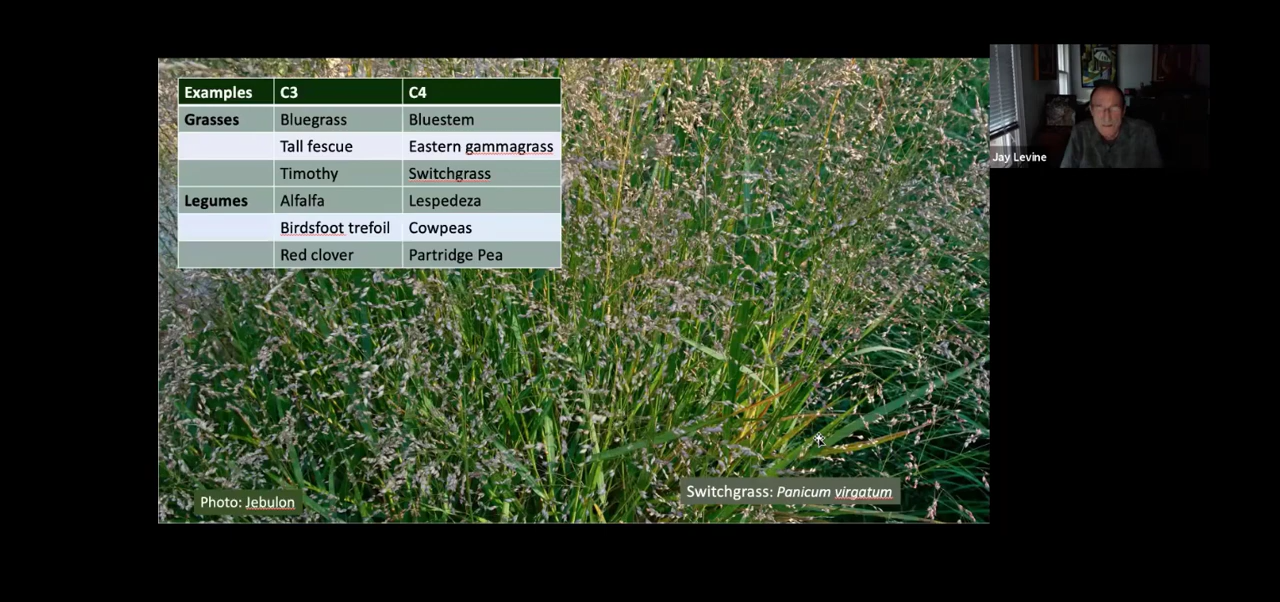 Examples C3 C4
Grasses Bluegrass Bluestem
Tall fescue Eastern gammagrass
Timothy Switchgrass
Legumes Alfalfa Lespedeza
Birdsfoot trefoil Cowpeas
Red clover Partridge Pea
Jay Levine
Switchgrass: Panicum virgatum
Photo: Jebulon